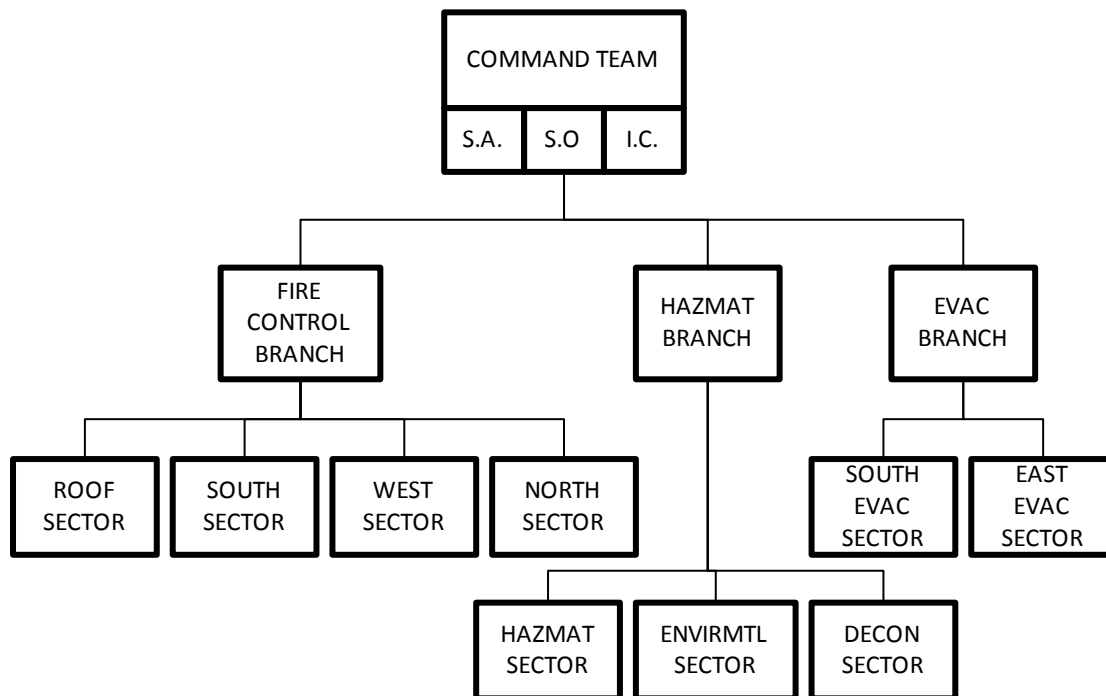 COMMAND TEAM
S.A.
S.O
I.C.
FIRE
CONTROL
BRANCH
HAZMAT
BRANCH
EVAC
BRANCH
ROOF
SECTOR
SOUTH
SECTOR
WEST
SECTOR
NORTH
SECTOR
SOUTH
EVAC
SECTOR
EAST
EVAC
SECTOR
HAZMAT
SECTOR
ENVIRMTL
SECTOR
DECON
SECTOR